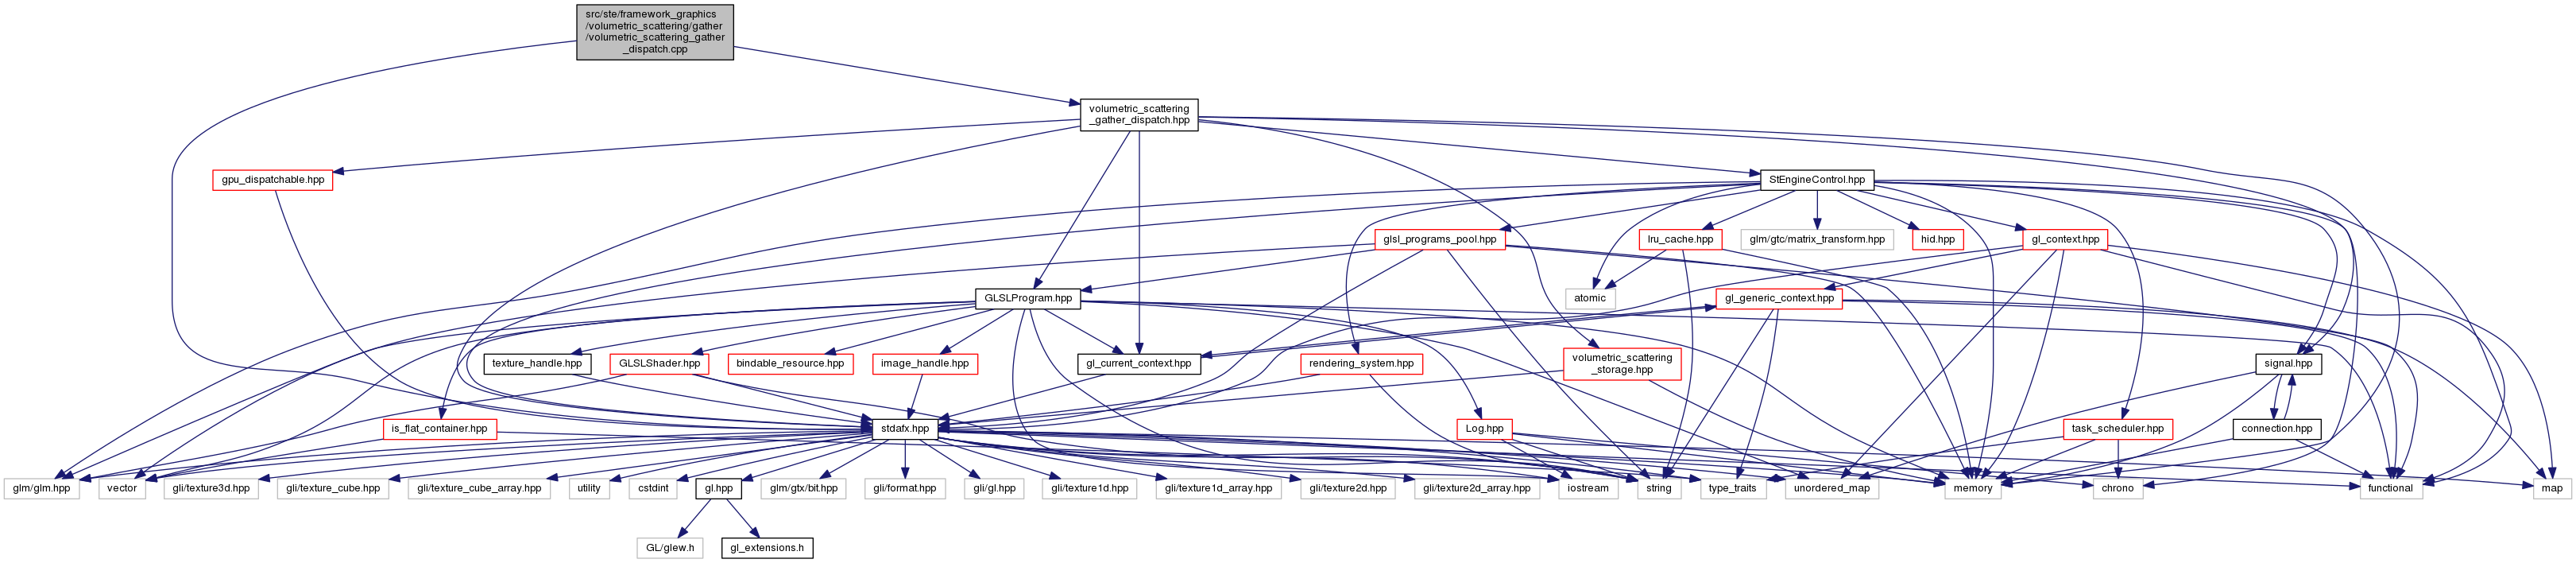 src/ste/framework_graphics
/volumetric_scattering/gather
/volumetric_scattering_gather
_dispatch.cpp
volumetric_scattering
_gather_dispatch.hpp
gpu_dispatchable.hpp
StEngineControl.hpp
glsl_programs_pool.hpp
lru_cache.hpp
glm/gtc/matrix_transform.hpp
hid.hpp
gl_context.hpp
atomic
GLSLProgram.hpp
gl_generic_context.hpp
texture_handle.hpp
GLSLShader.hpp
bindable_resource.hpp
image_handle.hpp
gl_current_context.hpp
rendering_system.hpp
volumetric_scattering
_storage.hpp
signal.hpp
is_flat_container.hpp
stdafx.hpp
Log.hpp
task_scheduler.hpp
connection.hpp
glm/glm.hpp
vector
gli/texture3d.hpp
gli/texture_cube.hpp
gli/texture_cube_array.hpp
utility
cstdint
gl.hpp
glm/gtx/bit.hpp
gli/format.hpp
gli/gl.hpp
gli/texture1d.hpp
gli/texture1d_array.hpp
gli/texture2d.hpp
gli/texture2d_array.hpp
iostream
string
type_traits
unordered_map
memory
chrono
functional
map
GL/glew.h
gl_extensions.h